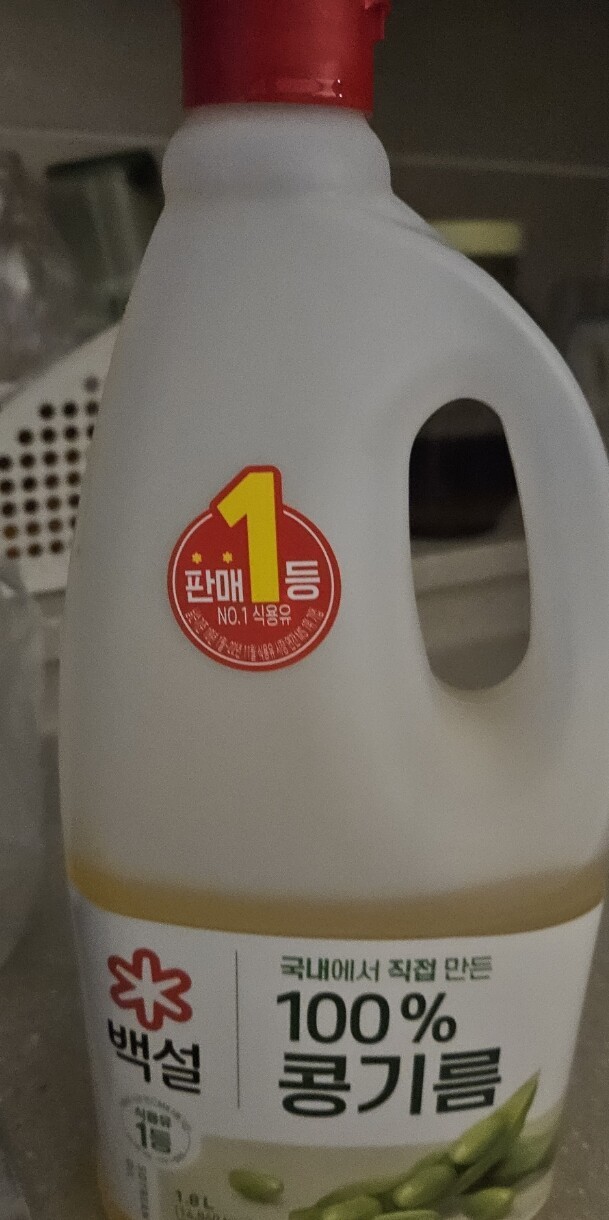 1
판매 등
NO.1 식용유
백설
국내에서 직접 만든
100%
콩기름
식용유
1등
1.8 L